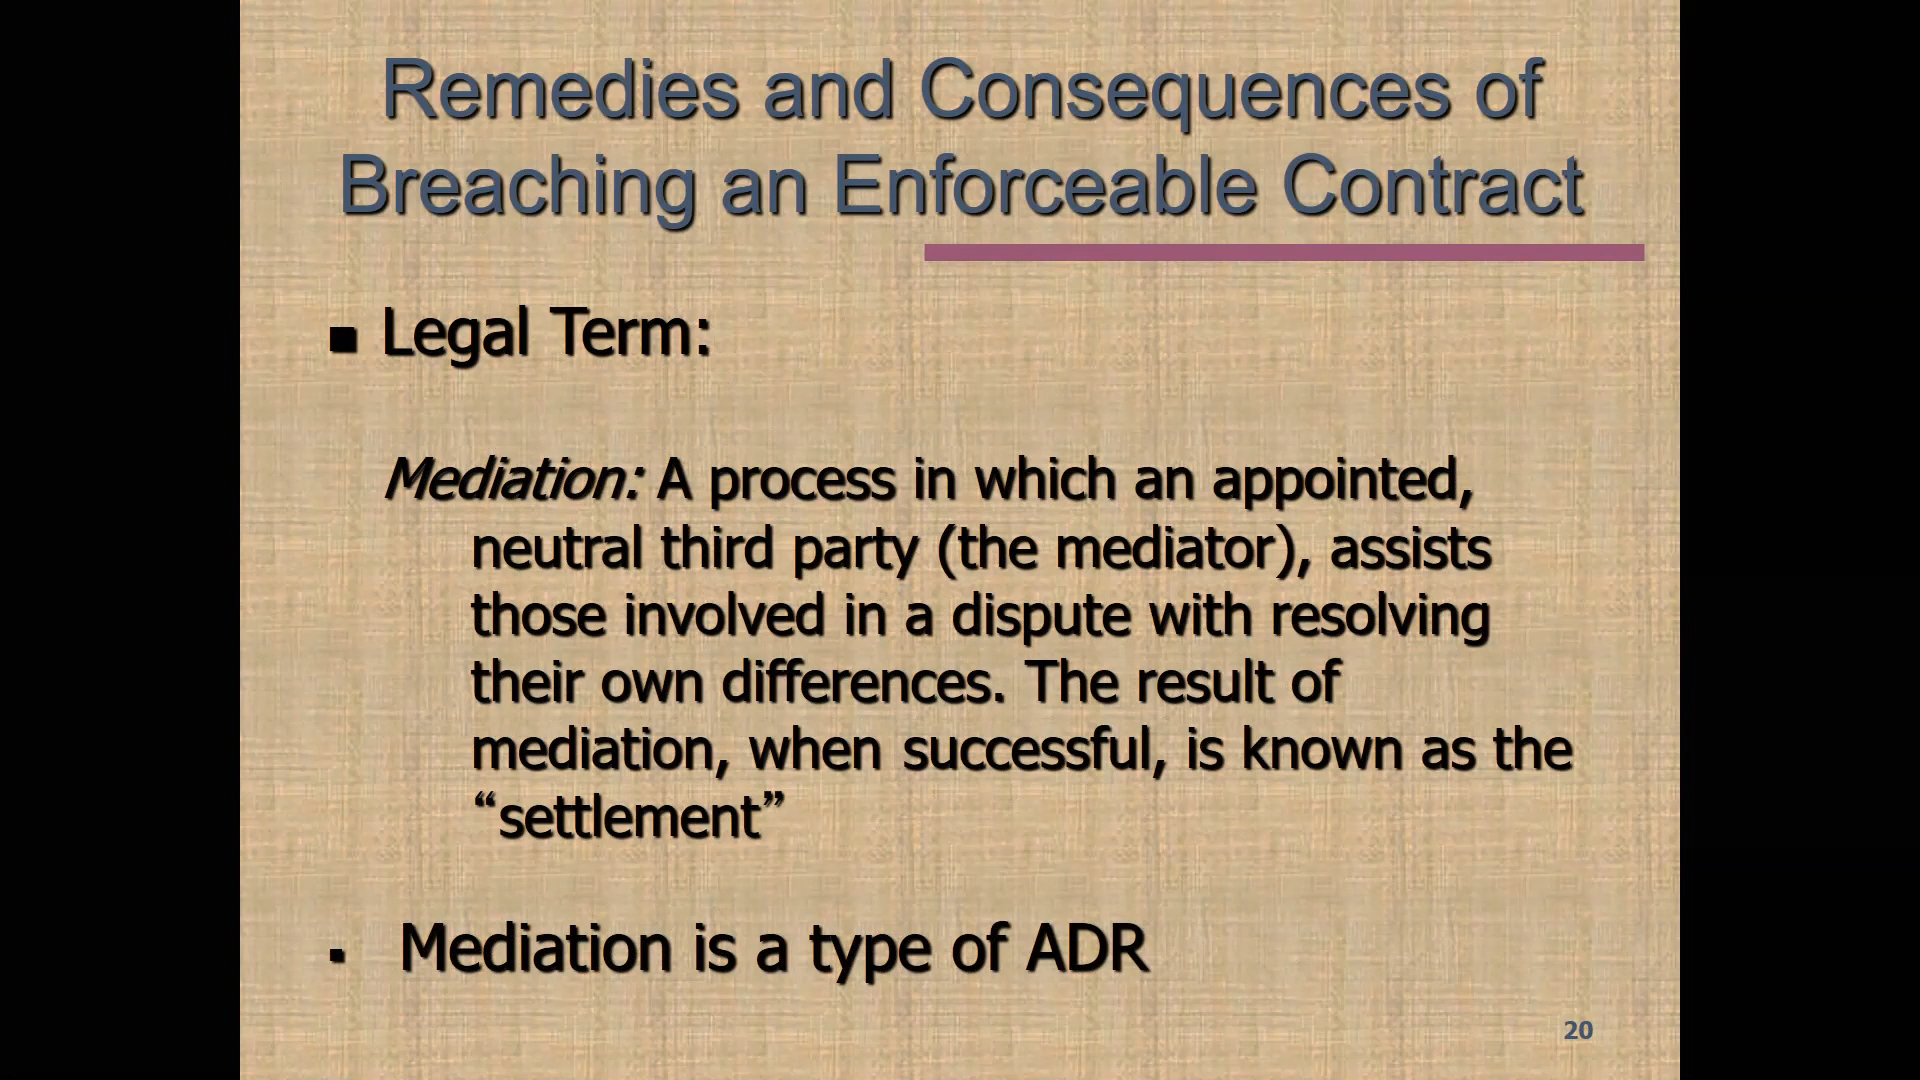 Remedies and Consequences of
Breaching an Enforceable Contract
■ Legal Term:
Mediation: A process in which an appointed,
neutral third party (the mediator), assists
those involved in a dispute with resolving
their own differences. The result of
mediation, when successful, is known as the
“settlement”
▪ Mediation is a type of ADR
20